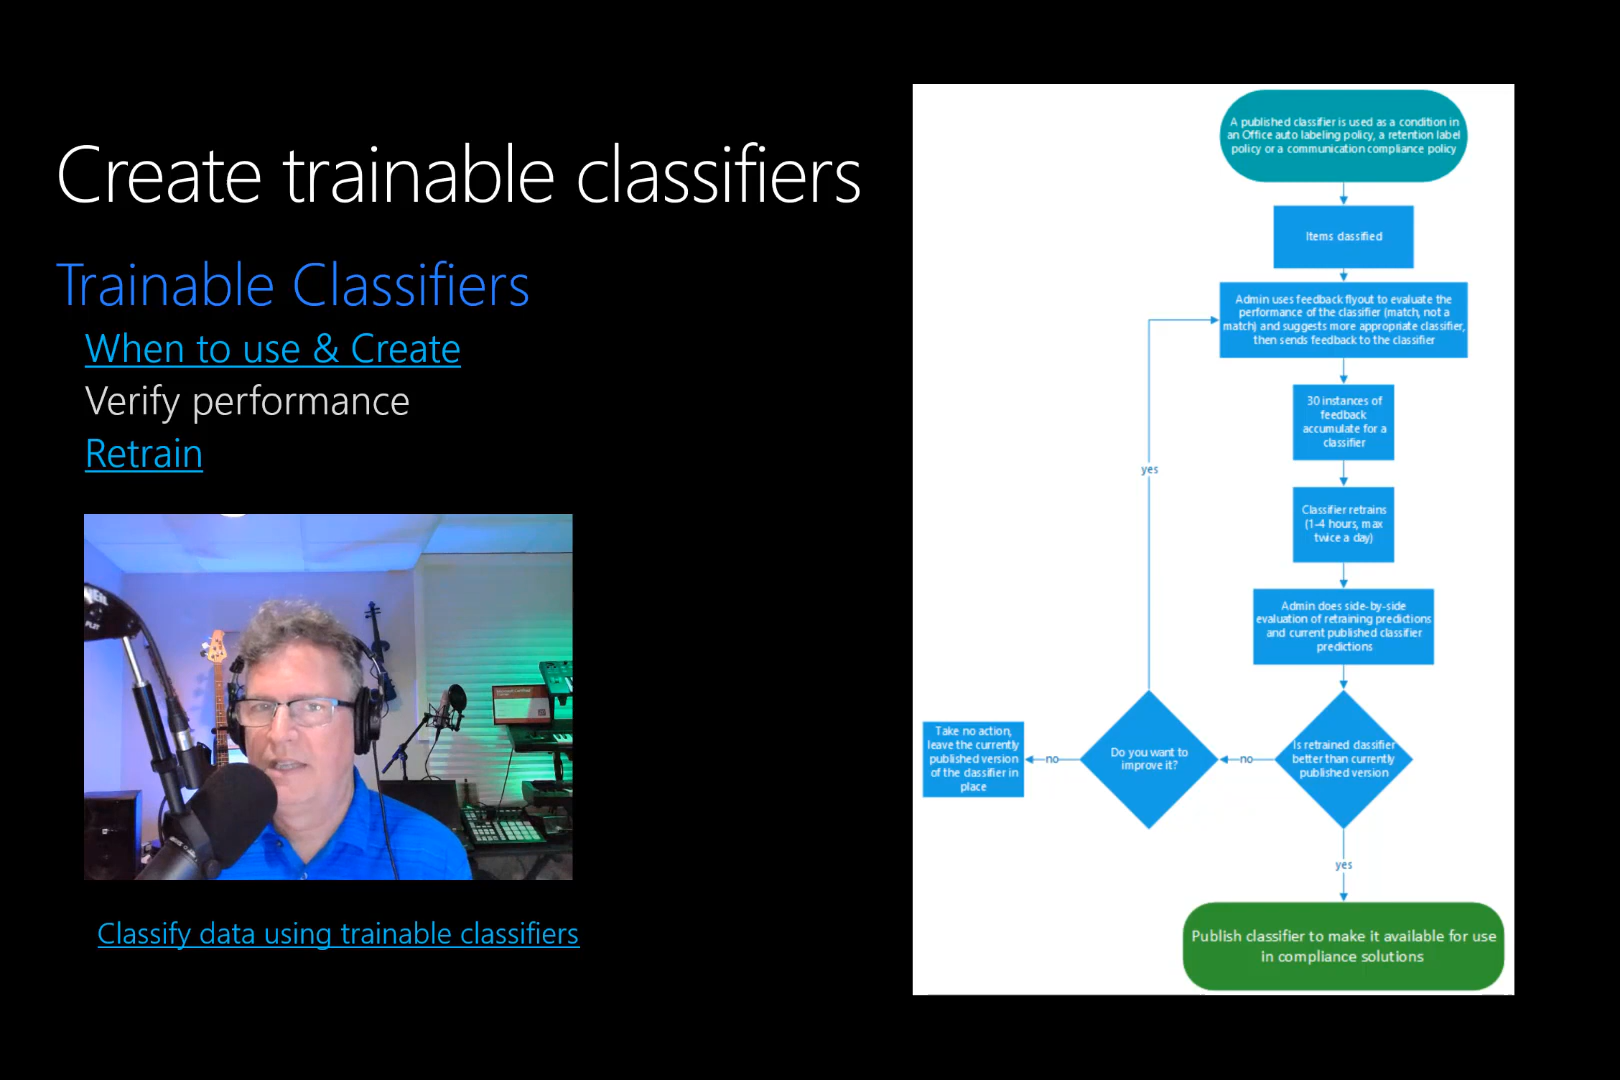 Create trainable classifiers
Trainable Classifiers
When to use & Create
Verify performance
Retrain
Classify data using trainable classifiers
A published classifier is used as a condition in
an Office auto labeling policy, a retention label
policy or a communication compliance policy
Items classified
Admin uses feedback flyout to evaluate the
performance of the classifier (match, not a
match) and suggests more appropriate classifier,
then sends feedback to the classifier
30 instances of
feedback
accumulate for a
classifier
yes
Classifier retrains
(1-4 hours, max
twice a day)
Admin does side-by-side
evaluation of retraining predictions
and current published classifier
predictions
Is retrained classifier
better than currently
published version
no
Do you want to
improve it?
no
Take no action,
leave the currently
published version
of the classifier in
place
yes
Publish classifier to make it available for use
in compliance solutions